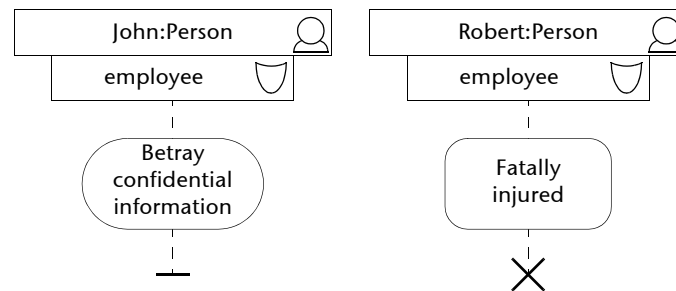 John:Person
employee
Betray
confidential
information
Robert:Person
employee
Fatally
injured